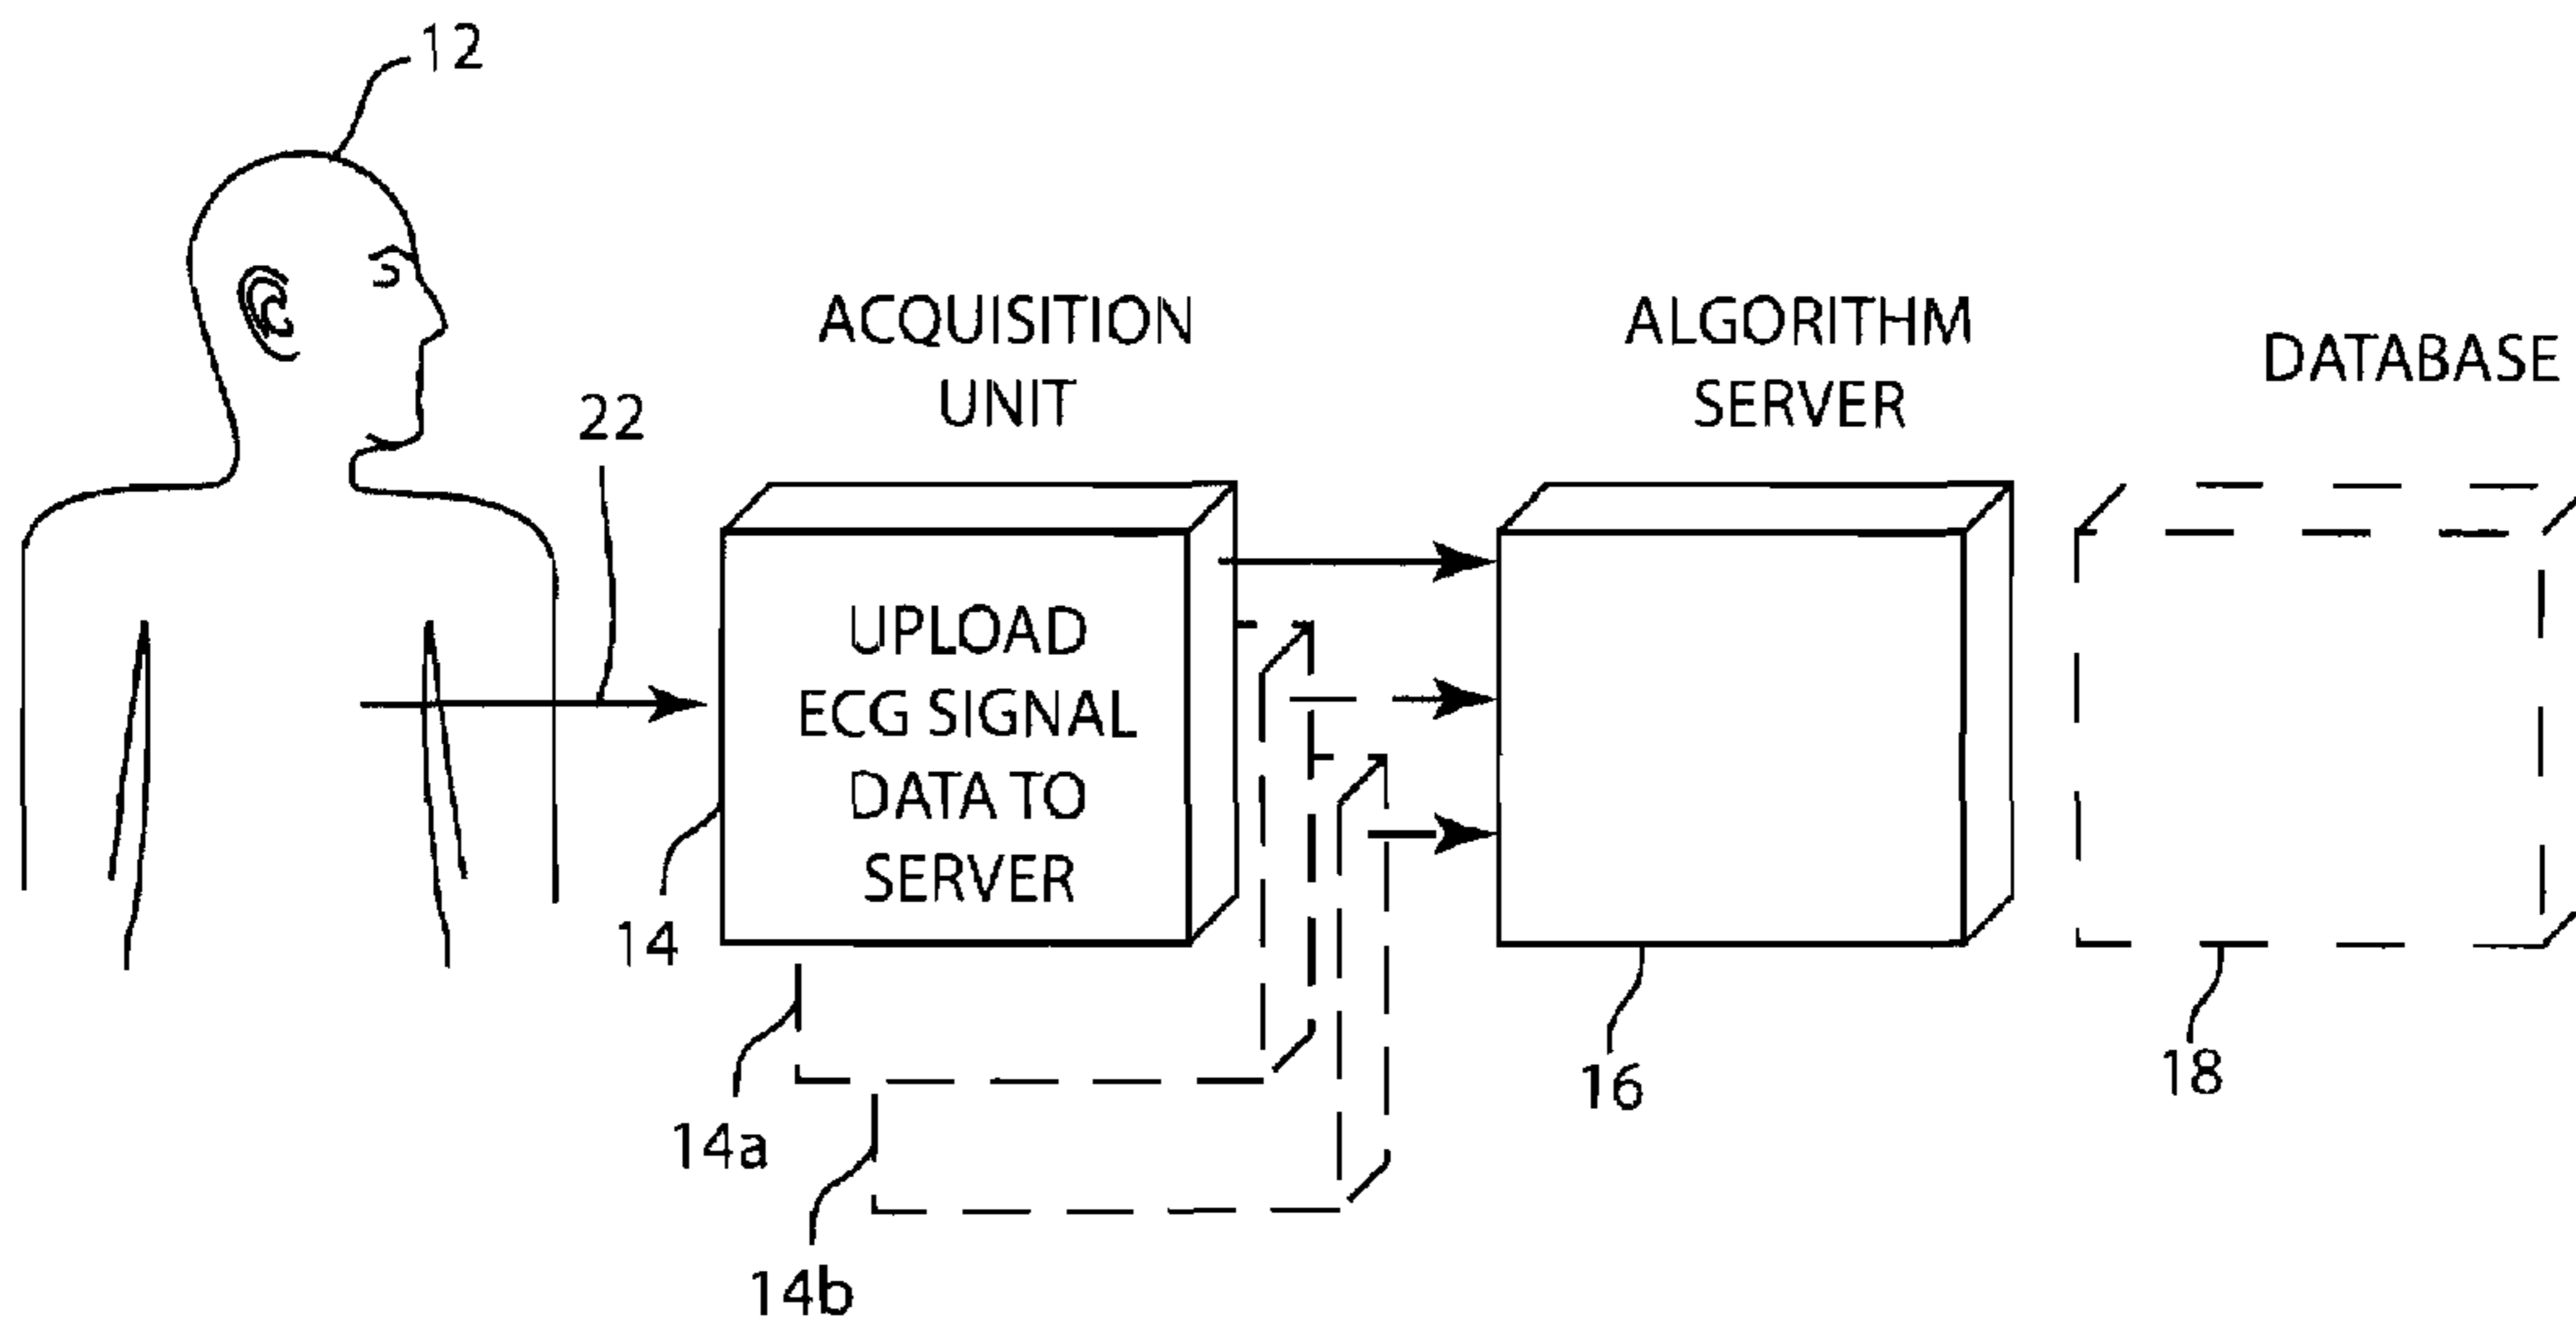 12
22
ACQUISITION
UNIT
ALGORITHM
SERVER
DATABASE
UPLOAD
ECG SIGNAL
DATA TO
SERVER
14
14a
14b
16
18